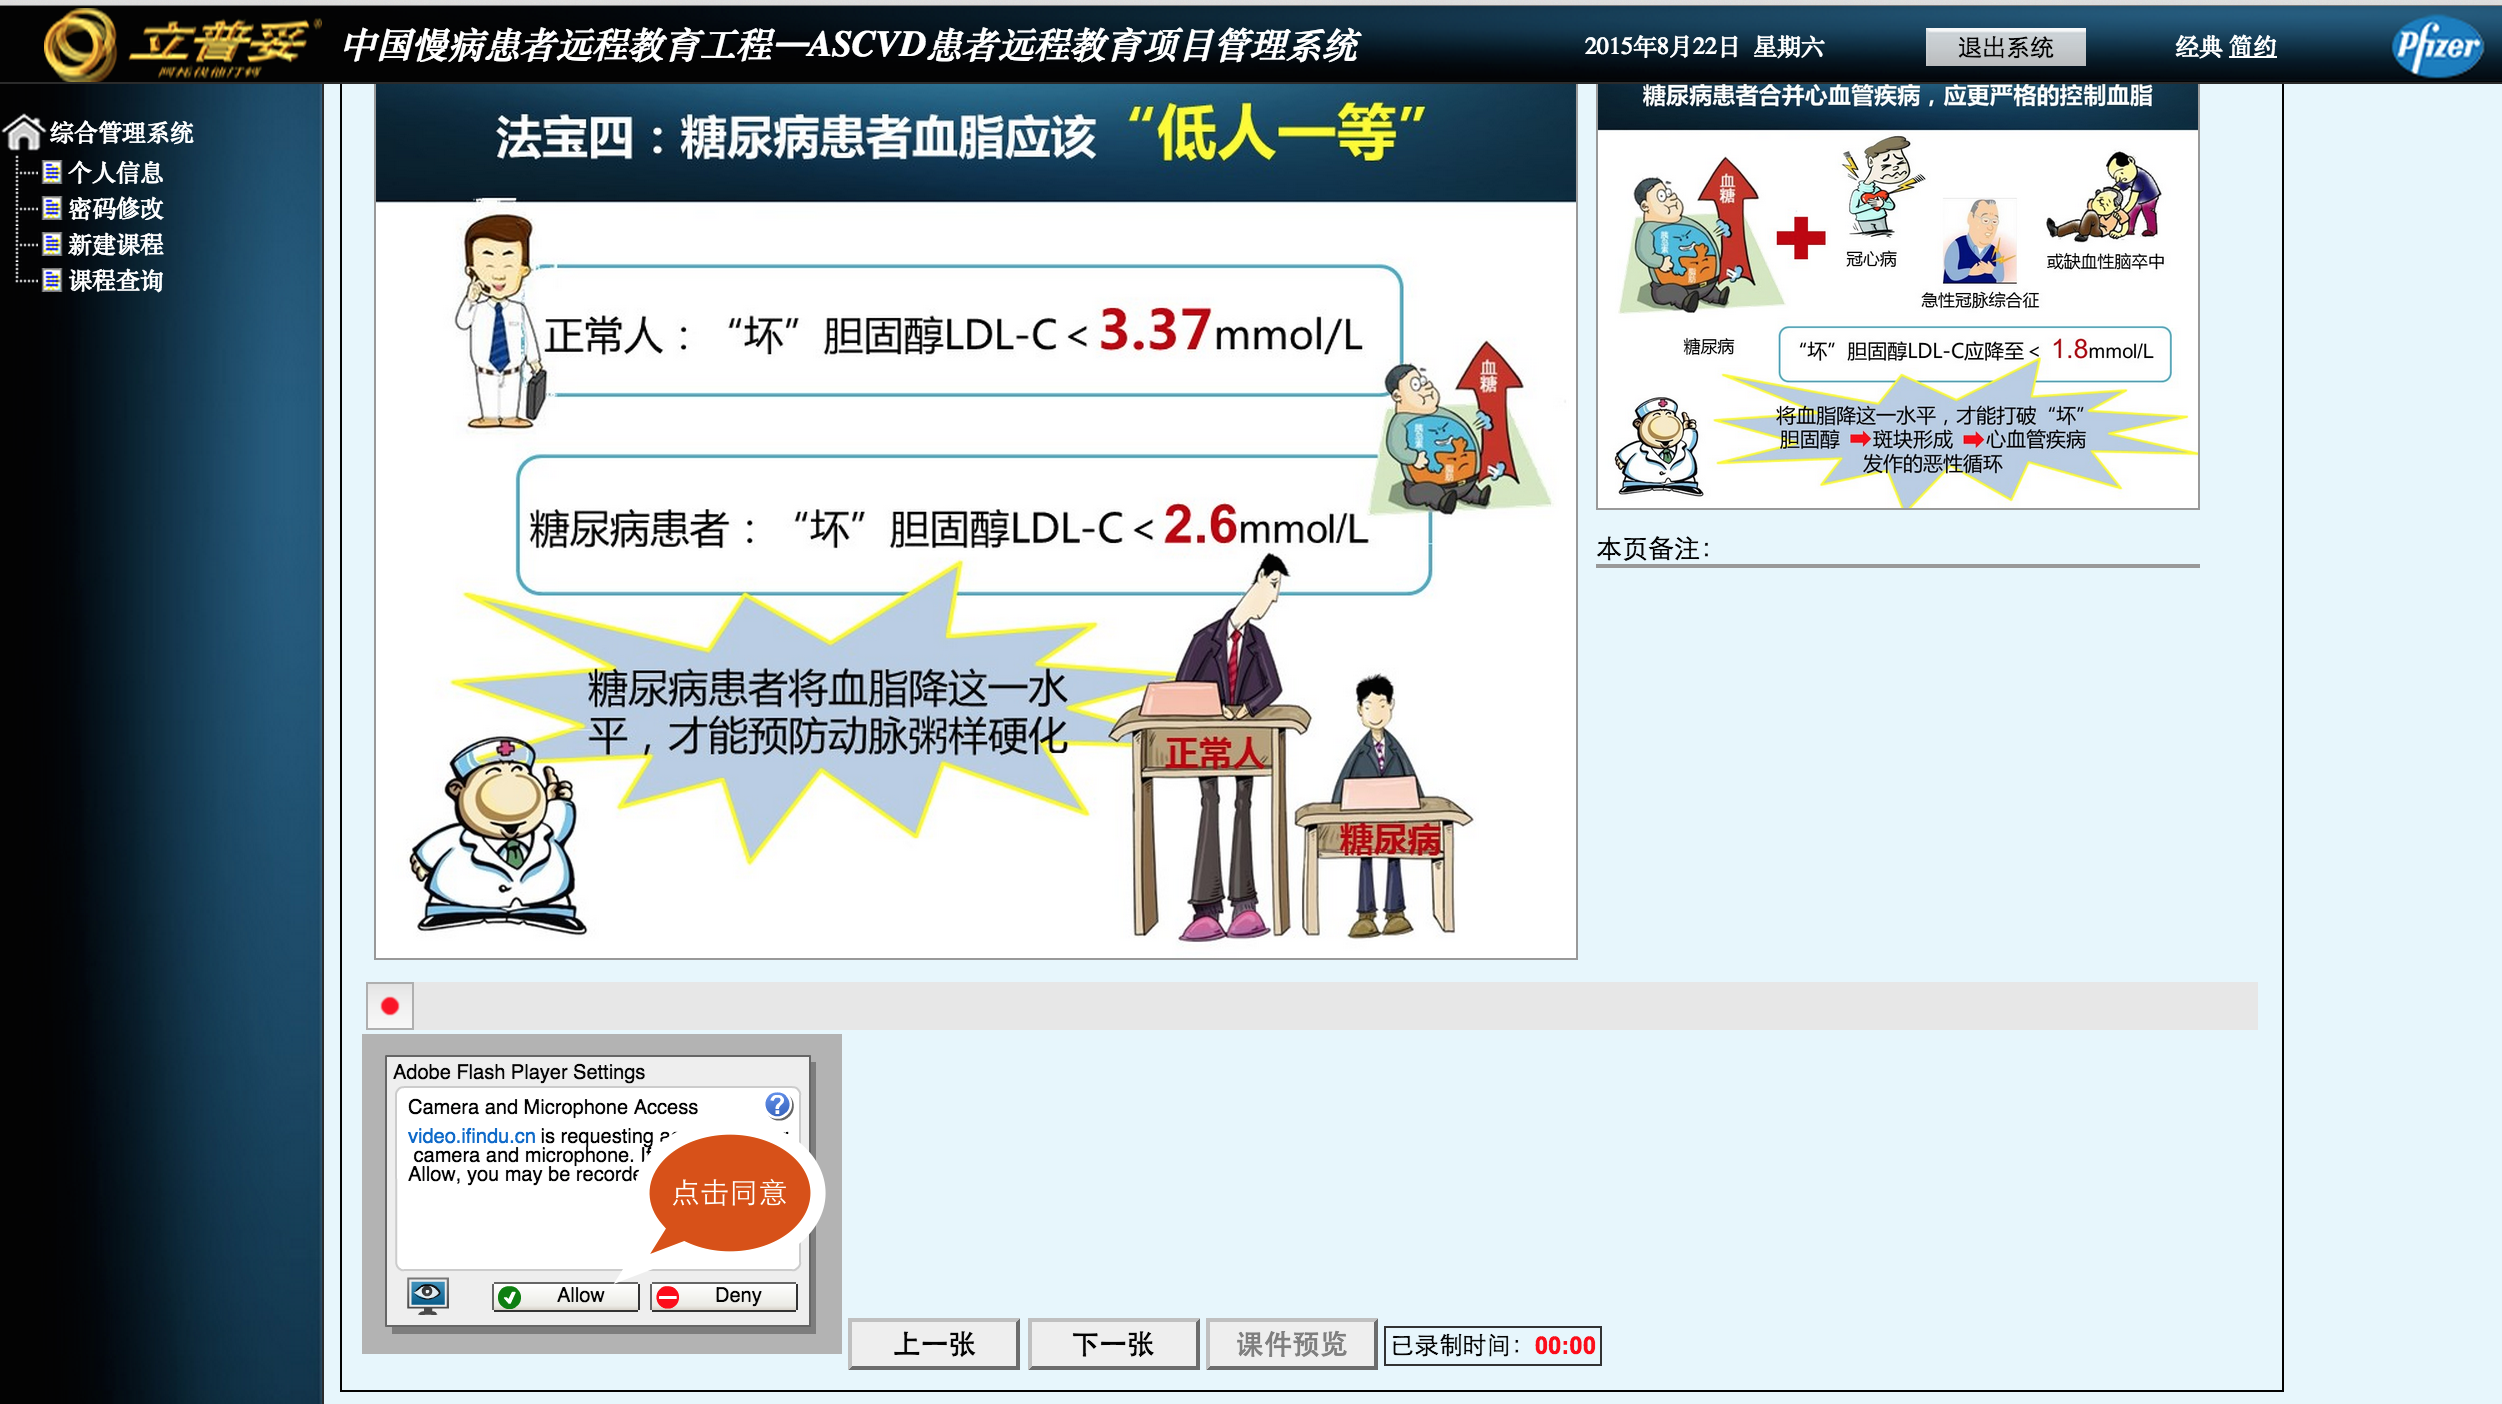 立普妥®
中国慢病患者远程教育工程—ASCVD患者远程教育项目管理系统
2015年8月22日 星期六
退出系统
经典 简约
Pfizer
综合管理系统
个人信息
密码修改
新建课程
课程查询
法宝四：糖尿病患者血脂应该 “低人一等”
正常人： “坏” 胆固醇LDL-C＜3.37mmol/L
血糖
糖尿病患者： “坏” 胆固醇LDL-C＜2.6mmol/L
糖尿病患者将血脂降这一水
平，才能预防动脉粥样硬化
正常人
糖尿病
糖尿病患者合并心血管疾病，应更严格的控制血脂
血糖
冠心病
急性冠脉综合征
或缺血性脑卒中
糖尿病
“坏” 胆固醇LDL-C应降至＜ 1.8mmol/L
将血脂降这一水平，才能打破 “坏”
胆固醇 斑块形成 心血管疾病
发作的恶性循环
本页备注：
Adobe Flash Player Settings
Camera and Microphone Access
video.ifindu.cn is requesting
camera and microphone.
Allow, you may be
点击同意
Allow
Deny
上一张
下一张
课件预览
已录制时间：00:00